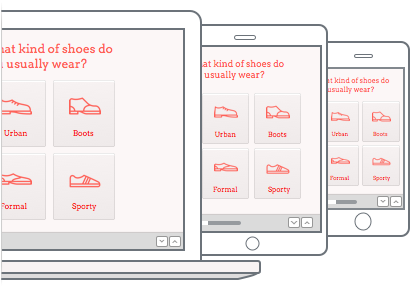 hat kind of shoes do
usually wear?
Urban
Boots
Formal
Sporty
hat kind of shoes do
usually wear?
Urban
Boots
Formal
Sporty
at kind of shoes do
usually wear?
Urban
Boots
Formal
Sporty